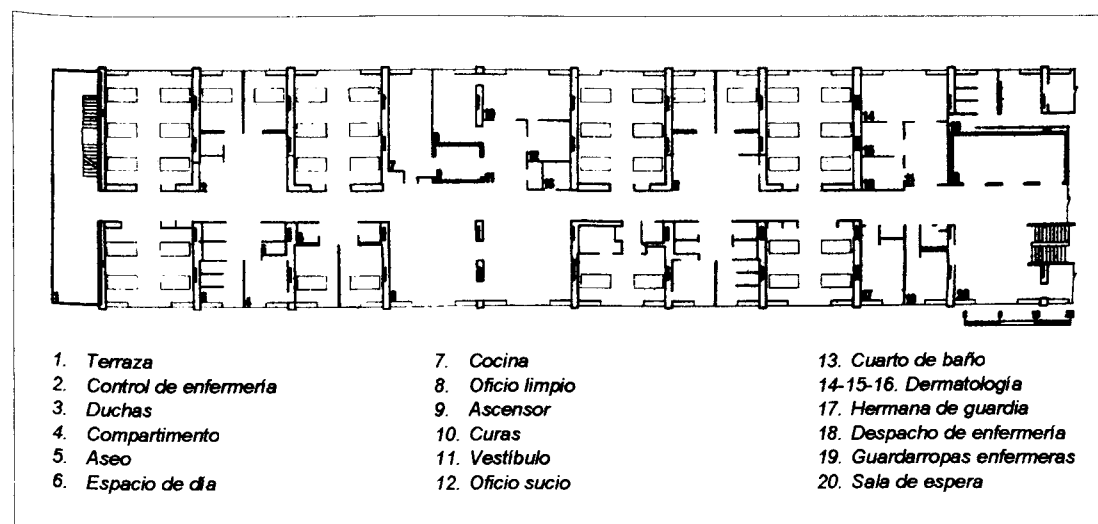 1. Terraza
2. Control de enfermería
3. Duchas
4. Compartimento
5. Aseo
6. Espacio de día
7. Cocina
8. Oficio limpio
9. Ascensor
10. Curas
11. Vestíbulo
12. Oficio sucio
13. Cuarto de baño
14-15-16. Dermatología
17. Hermana de guardia
18. Despacho de enfermería
19. Guardarropas enfermeras
20. Sala de espera